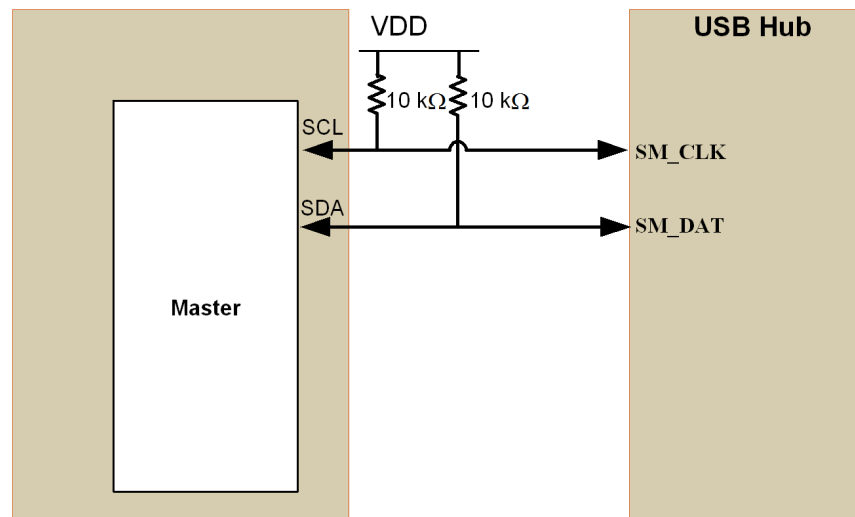 VDD
USB Hub
10 kΩ
10 kΩ
SCL
SM_CLK
SDA
SM_DAT
Master